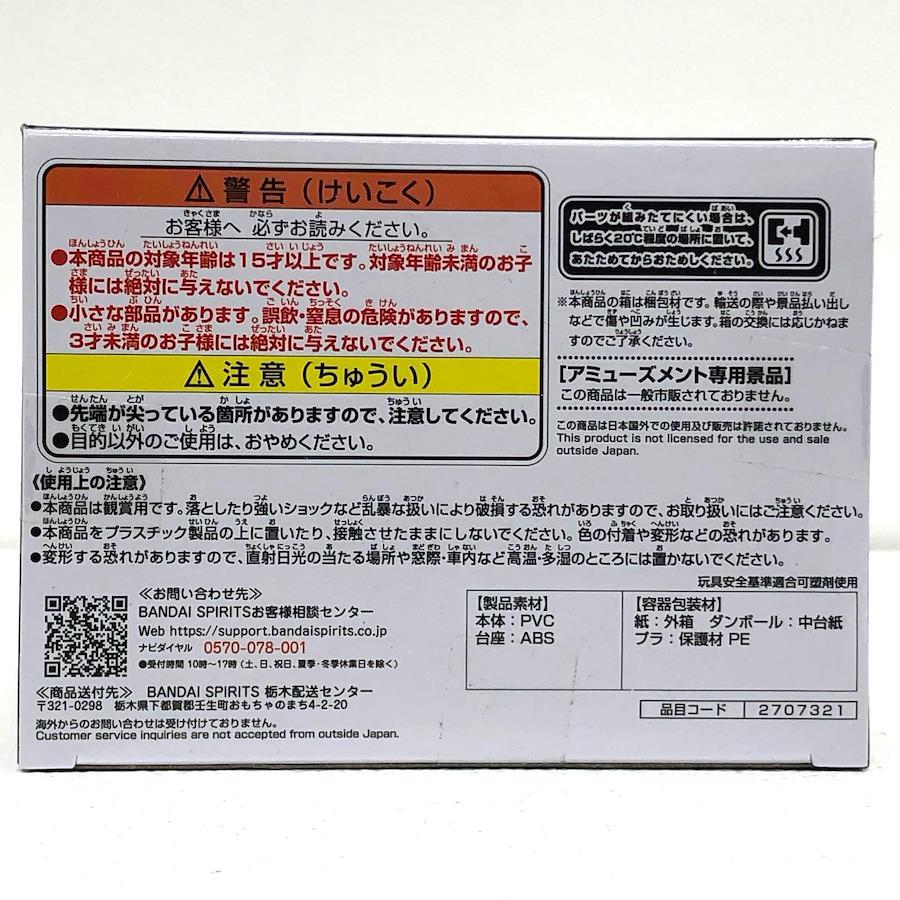 ⚠警告（けいこく）
お客様へ 必ずお読みください。
●本商品の対象年齢は15才以上です。対象年齢未満のお子
様には絶対に与えないでください。
●小さな部品があります。誤飲・窒息の危険がありますので、
3才未満のお子様には絶対に与えないでください。
⚠注意（ちゅうい）
●先端が尖っている箇所がありますので、注意してください。
●目的以外のご使用は、おやめください。
パーツが組みたてにくい場合は、
しばらく20℃程度の場所に置いて、
あたためてからおためしください。
※本商品の箱は梱包材です。輸送の際や景品払い出し
などで傷や凹みが生じます。箱の交換には応じかねま
すのでご了承ください。
[アミューズメント専用景品]
この商品は一般市販されておりません。
この商品は日本国外での使用及び販売は許諾されておりません。
This product is not licensed for the use and sale
outside Japan.
《使用上の注意》
●本商品は観賞用です。落としたり強いショックなど乱暴な扱いにより破損する恐れがありますので、お取り扱いにはご注意ください。
●本商品をプラスチック製品の上に置いたり、接触させたままにしないでください。色の付着や変形などの恐れがあります。
●変形する恐れがありますので、直射日光の当たる場所や窓際・車内など高温・多湿のところには置かないでください。
玩具安全基準適合可塑剤使用
≪お問い合わせ先≫
BANDAI SPIRITSお客様相談センター
Web https://support.bandaispirits.co.jp
ナビダイヤル 0570-078-001
●受付時間 10時～17時（土、日、祝日、夏季・冬季休業日を除く）
≪商品送付先≫ BANDAI SPIRITS 栃木配送センター
〒321-0298 栃木県下都賀郡壬生町おもちゃのまち4-2-20
海外からのお問い合わせは受け付けておりません。
Customer service inquiries are not accepted from outside Japan.
【製品素材】
本体：PVC
台座：ABS
【容器包装材】
紙：外箱 ダンボール：中台紙
プラ：保護材 PE
品目コード 2707321